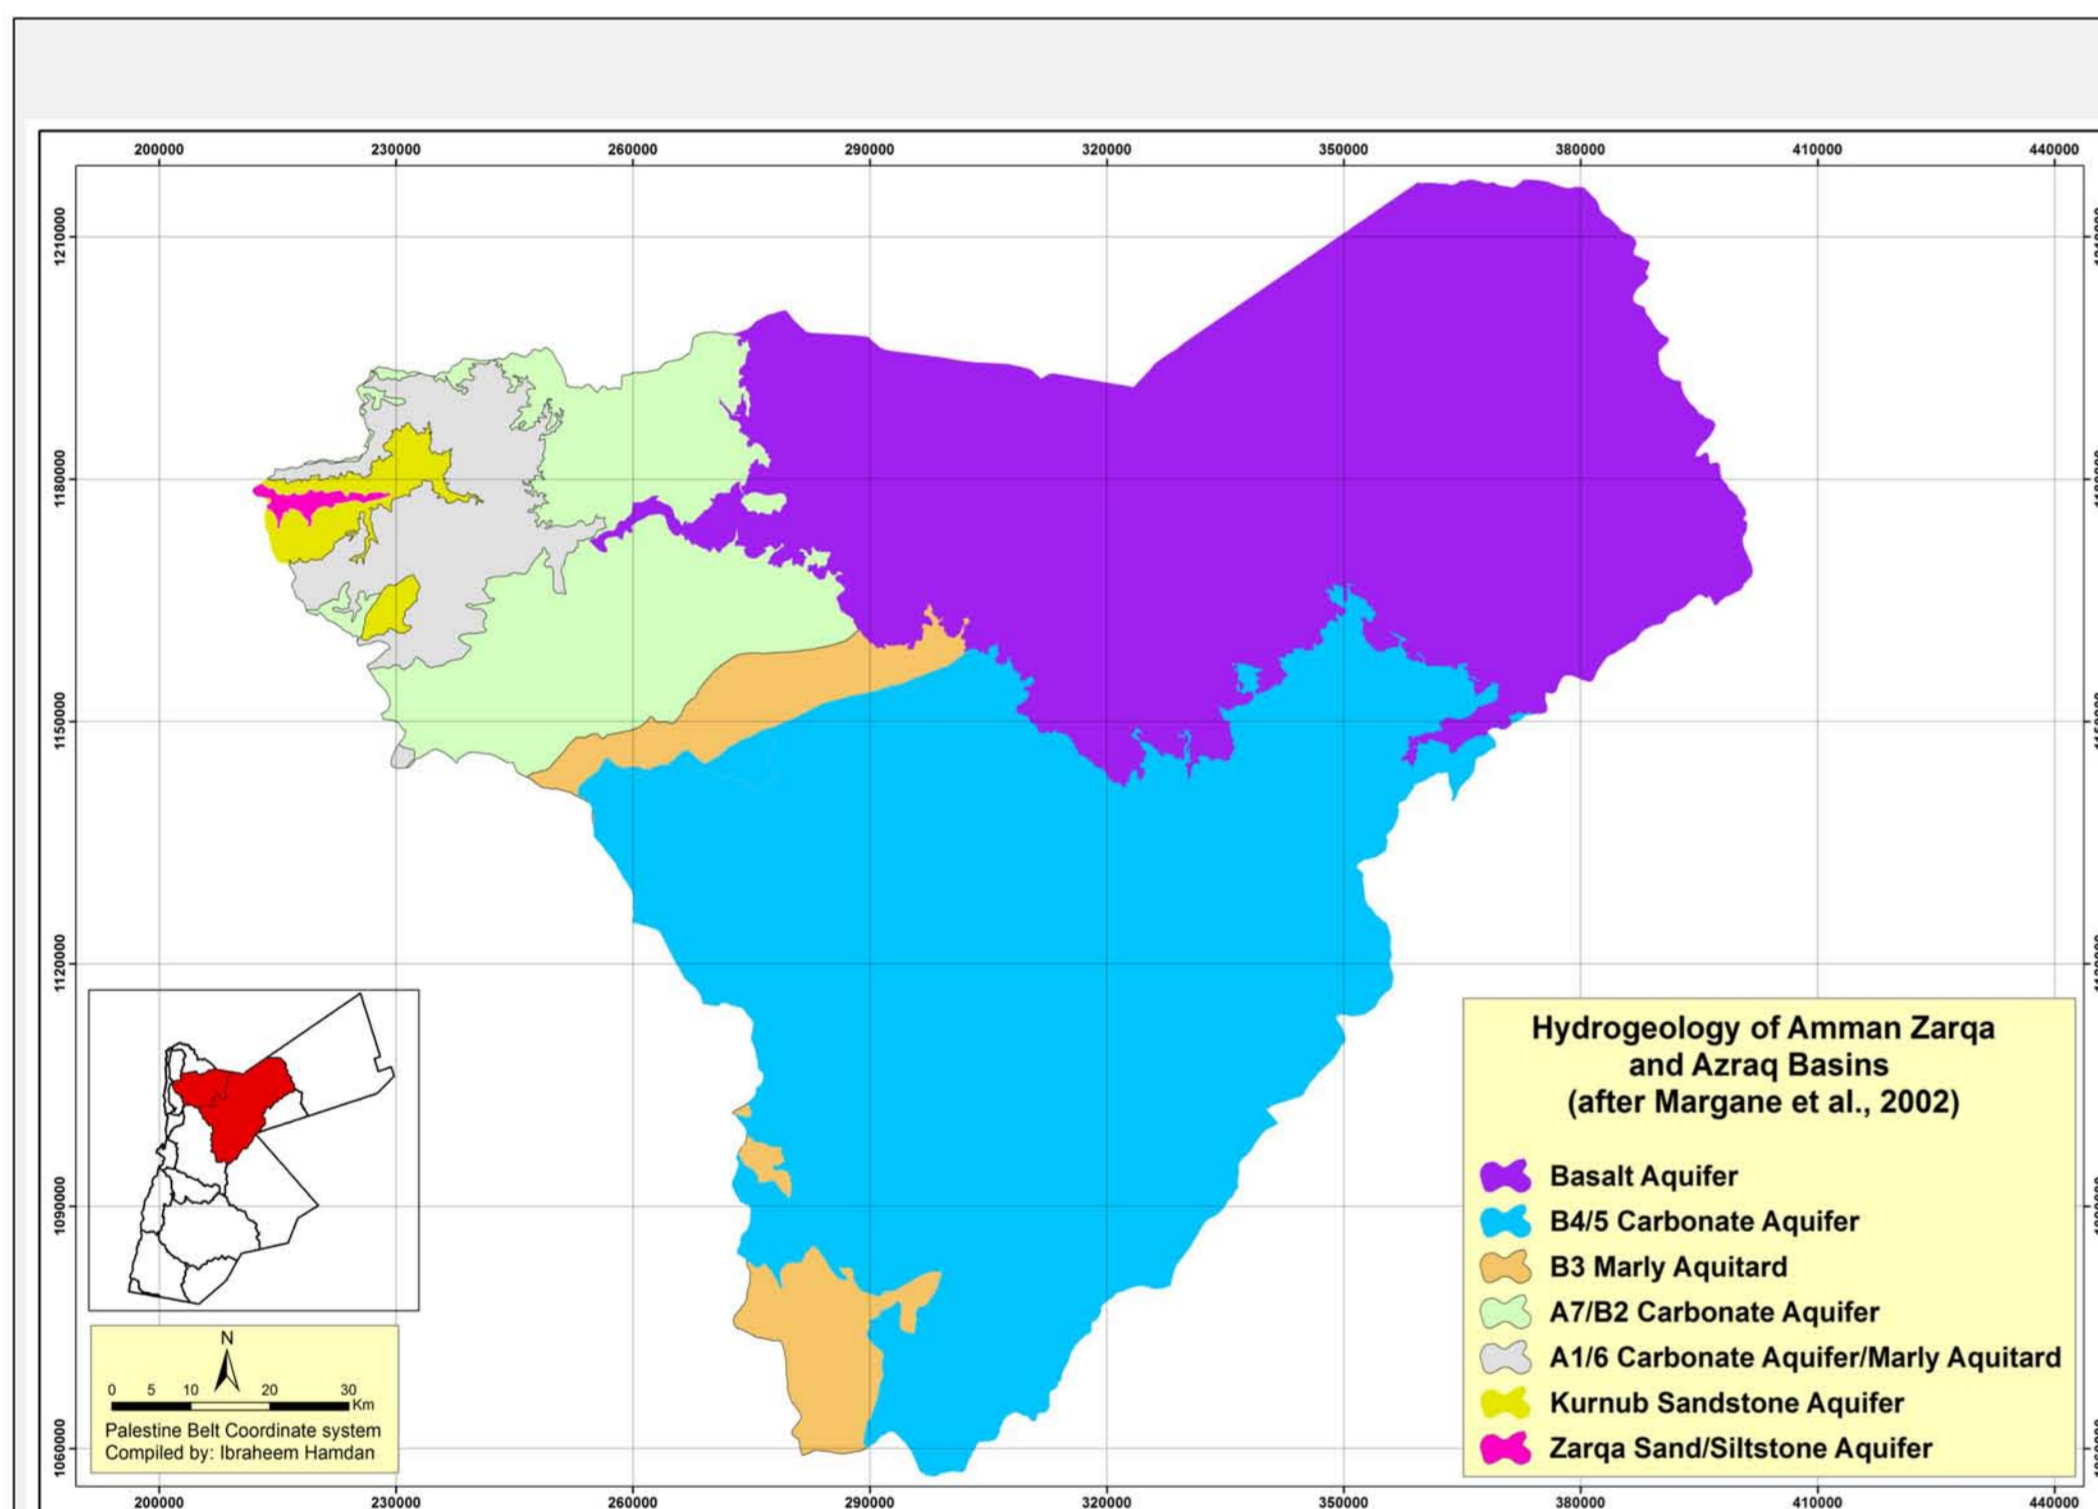 200000 230000 260000 290000 320000 350000 380000 410000 440000
1210000
1180000
1150000
1120000
1090000
1060000
Hydrogeology of Amman Zarqa
and Azraq Basins
(after Margane et al., 2002)
Basalt Aquifer
B4/5 Carbonate Aquifer
B3 Marly Aquitard
A7/B2 Carbonate Aquifer
A1/6 Carbonate Aquifer/Marly Aquitard
Kurnub Sandstone Aquifer
Zarqa Sand/Siltstone Aquifer
N
0 5 10 20 30
Km
Palestine Belt Coordinate system
Compiled by: Ibraheem Hamdan
200000 230000 260000 290000 320000 350000 380000 410000 440000